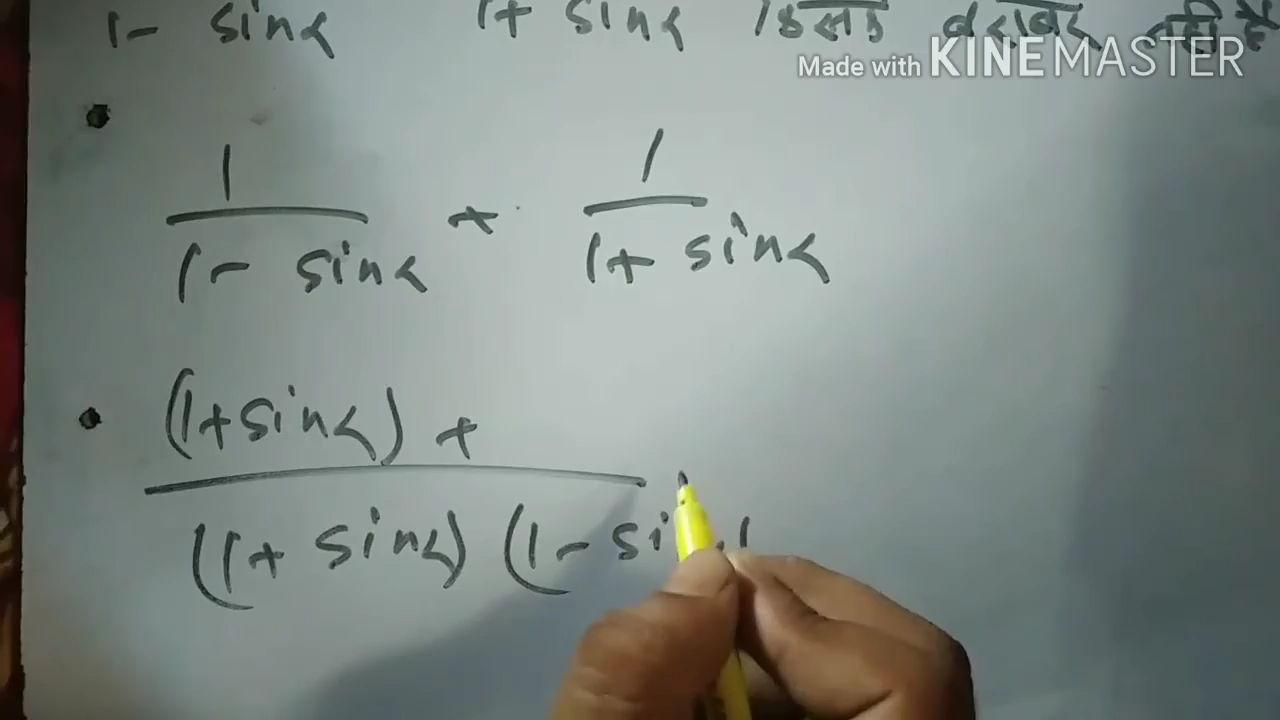 1 - sin α 1 + sin α
Made with KINEMASTER
1 1
1 - sin α + 1 + sin α
(1 + sin α) +
(1 + sin α) (1 - si